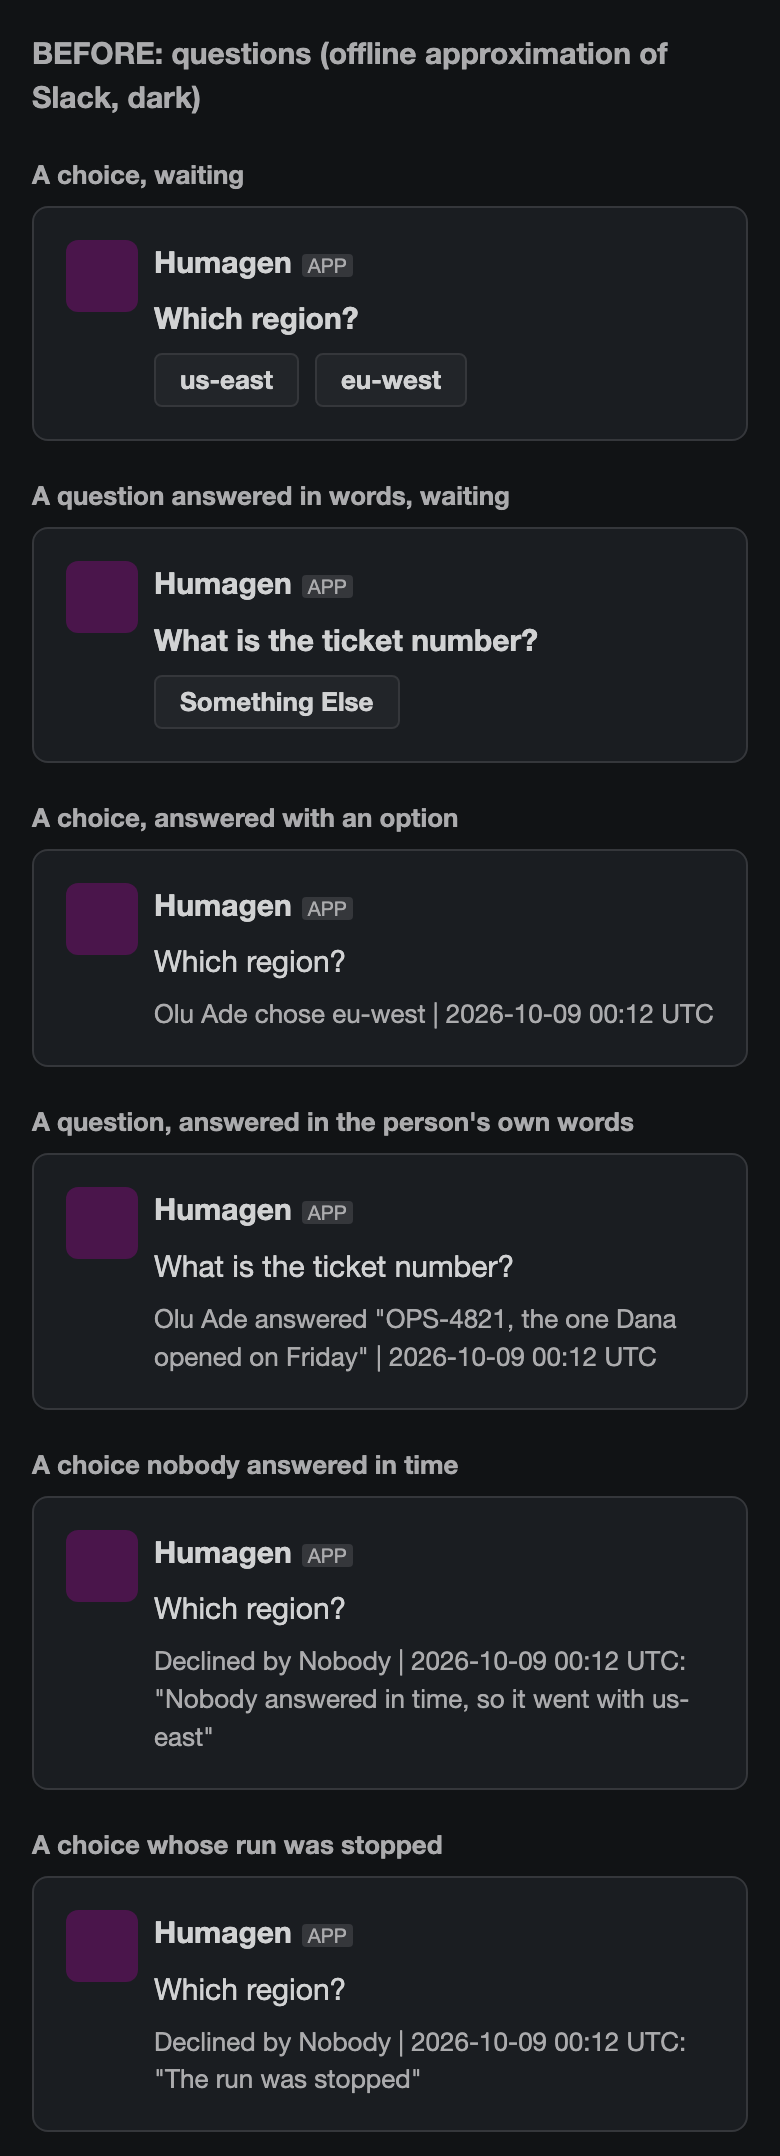 BEFORE: questions (offline approximation of
Slack, dark)
A choice, waiting
Humagen APP
Which region?
us-east eu-west
A question answered in words, waiting
Humagen APP
What is the ticket number?
Something Else
A choice, answered with an option
Humagen APP
Which region?
Olu Ade chose eu-west | 2026-10-09 00:12 UTC
A question, answered in the person's own words
Humagen APP
What is the ticket number?
Olu Ade answered "OPS-4821, the one Dana
opened on Friday" | 2026-10-09 00:12 UTC
A choice nobody answered in time
Humagen APP
Which region?
Declined by Nobody | 2026-10-09 00:12 UTC:
"Nobody answered in time, so it went with us-
east"
A choice whose run was stopped
Humagen APP
Which region?
Declined by Nobody | 2026-10-09 00:12 UTC:
"The run was stopped"